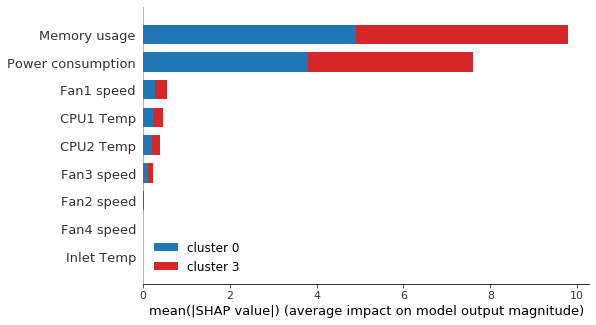 Memory usage
Power consumption
Fan1 speed
CPU1 Temp
CPU2 Temp
Fan3 speed
Fan2 speed
Fan4 speed
Inlet Temp
cluster 0
cluster 3
0 2 4 6 8 10
mean(|SHAP value|) (average impact on model output magnitude)